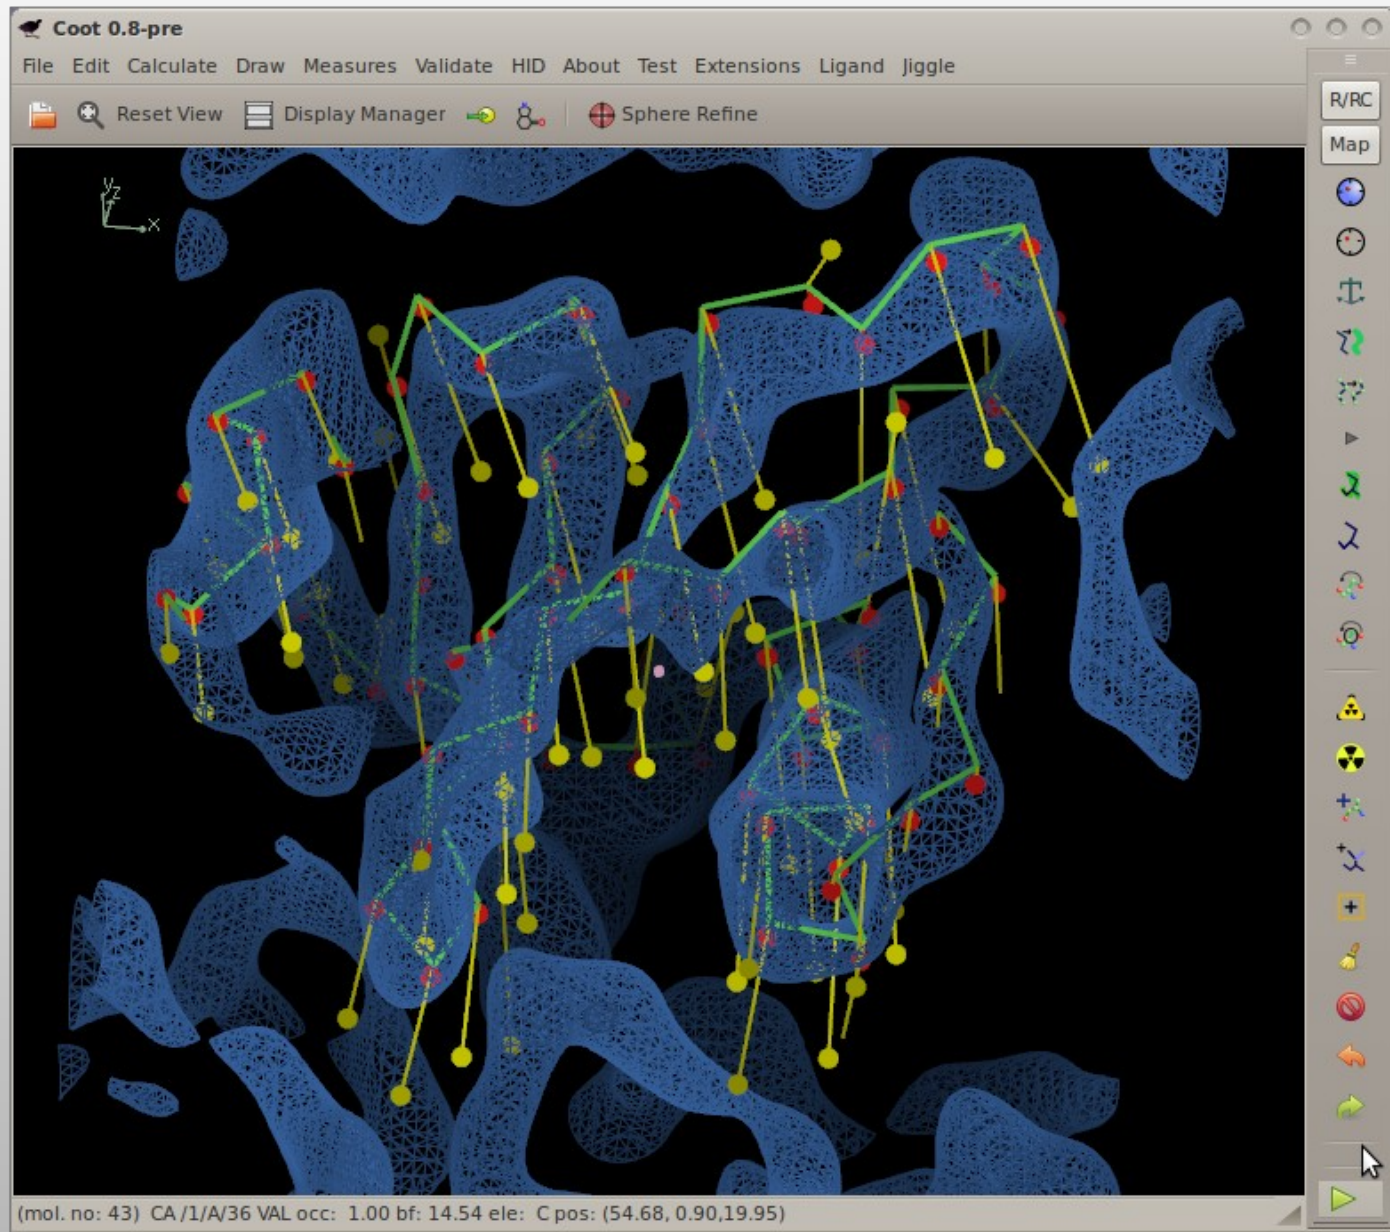 Coot 0.8-pre
File Edit Calculate Draw Measures Validate HID About Test Extensions Ligand Jiggle
R/RC
Reset View Display Manager Sphere Refine
Map
y
z
x
(mol. no: 43) CA /1/A/36 VAL occ: 1.00 bf: 14.54 ele: C pos: (54.68, 0.90,19.95)